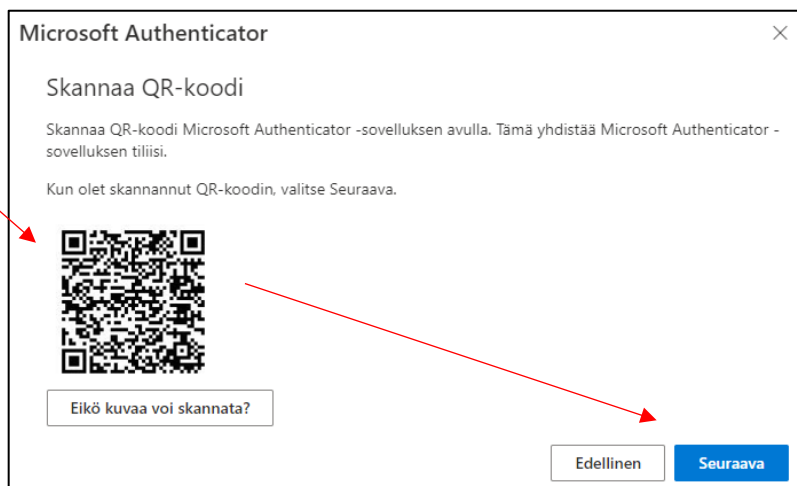 Microsoft Authenticator
Skannaa QR-koodi
Skannaa QR-koodi Microsoft Authenticator -sovelluksen avulla. Tämä yhdistää Microsoft Authenticator -
sovelluksen tiliisi.
Kun olet skannannut QR-koodin, valitse Seuraava.
Eikö kuvaa voi skannata?
Edellinen
Seuraava